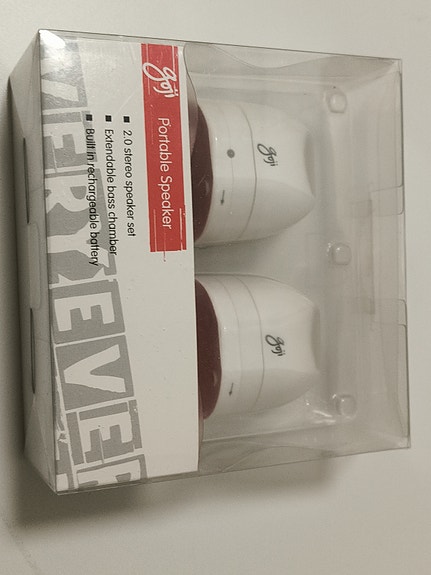 goji
Portable Speaker
■ 2.0 stereo speaker set
■ Extendable bass chamber
■ Built in rechargeable battery
goji
goji